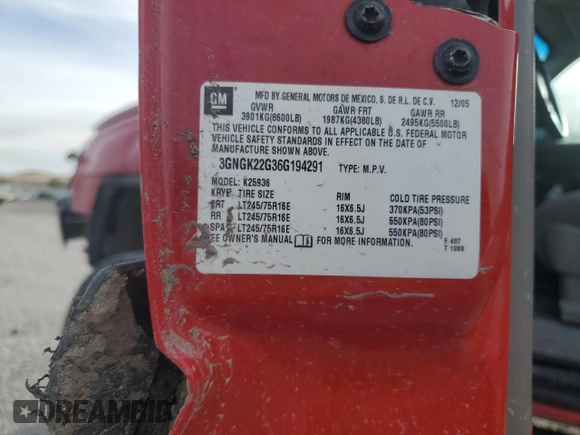 GM
MFD BY GENERAL MOTORS DE MEXICO, S. DE R.L. DE C.V. 12/05
GVWR GAWR FRT GAWR RR
3901KG(8600LB) 1987KG(4380LB) 2495KG(5500LB)
THIS VEHICLE CONFORMS TO ALL APPLICABLE U.S. FEDERAL MOTOR
VEHICLE SAFETY STANDARDS IN EFFECT ON THE DATE OF
MANUFACTURE SHOWN ABOVE.
3GNGK22G36G194291 TYPE: M.P.V.
MODEL: K25936
TIRE SIZE RIM COLD TIRE PRESSURE
FRT LT245/75R16E 16X6.5J 370KPA(53PSI)
RR LT245/75R16E 16X6.5J 550KPA(80PSI)
SPA LT245/75R16E 16X6.5J 550KPA(80PSI)
SEE OWNER'S MANUAL FOR MORE INFORMATION.
F 497
T 1088
DREAMBID